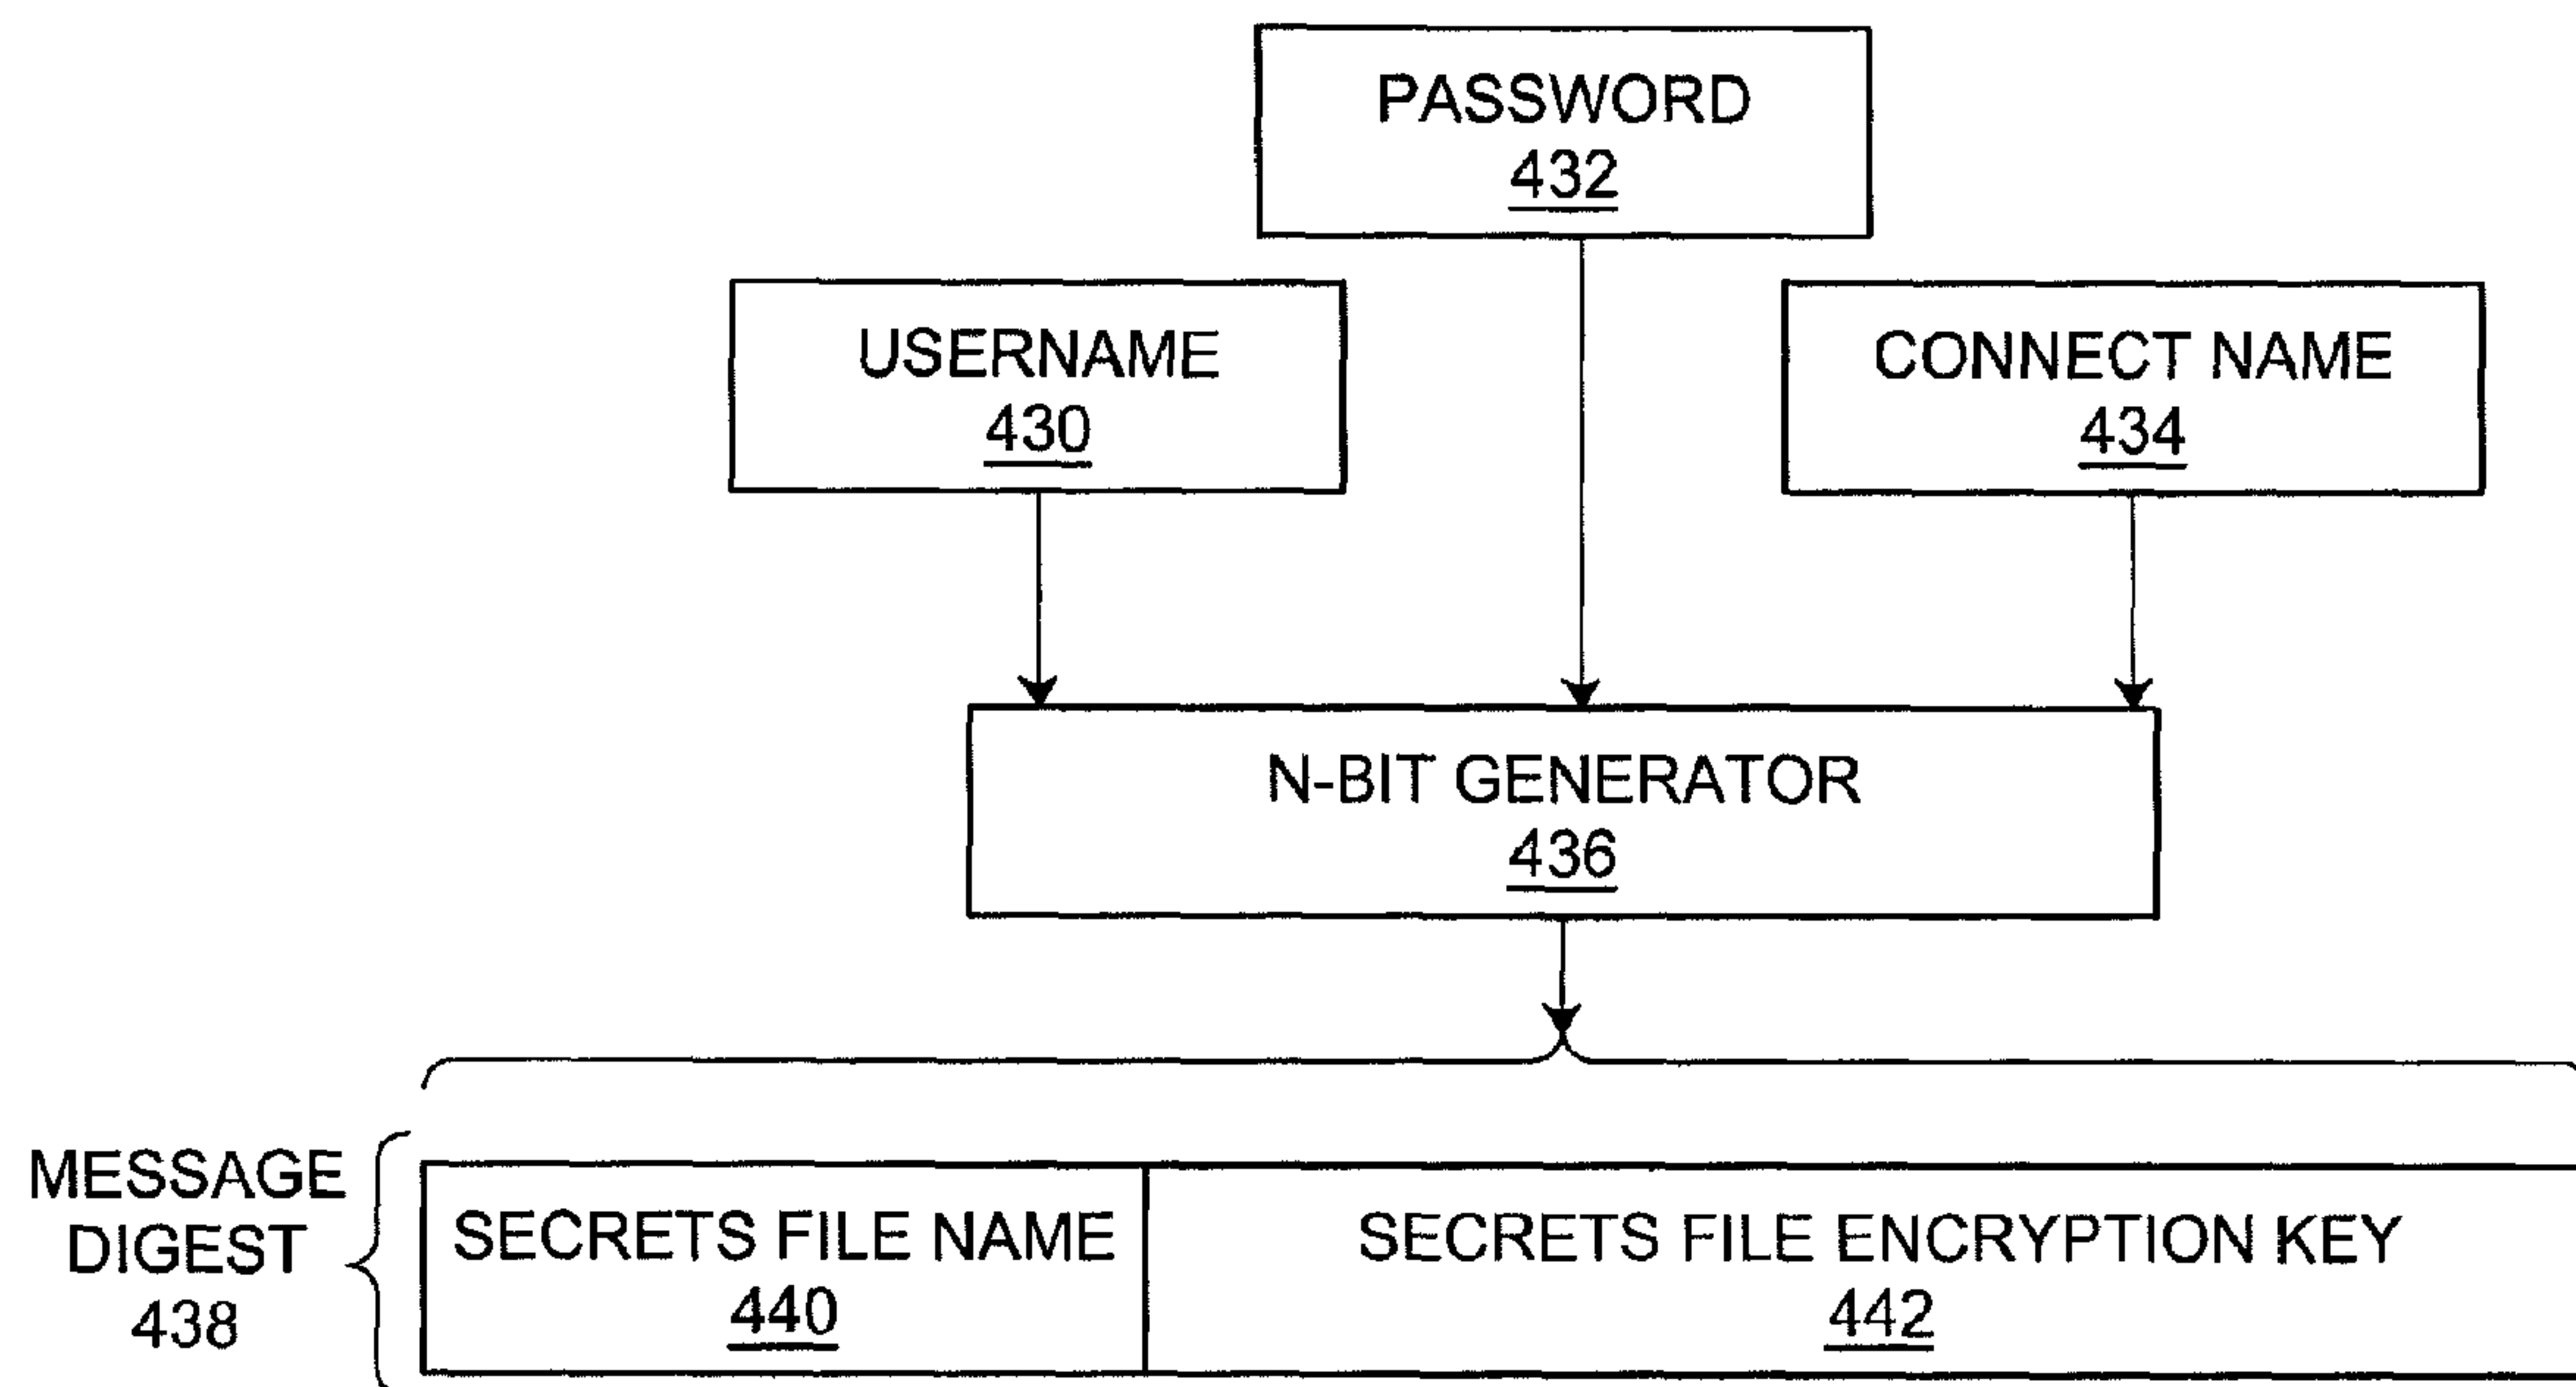 PASSWORD
432
USERNAME
430
CONNECT NAME
434
N-BIT GENERATOR
436
MESSAGE
DIGEST
438
SECRETS FILE NAME
440
SECRETS FILE ENCRYPTION KEY
442